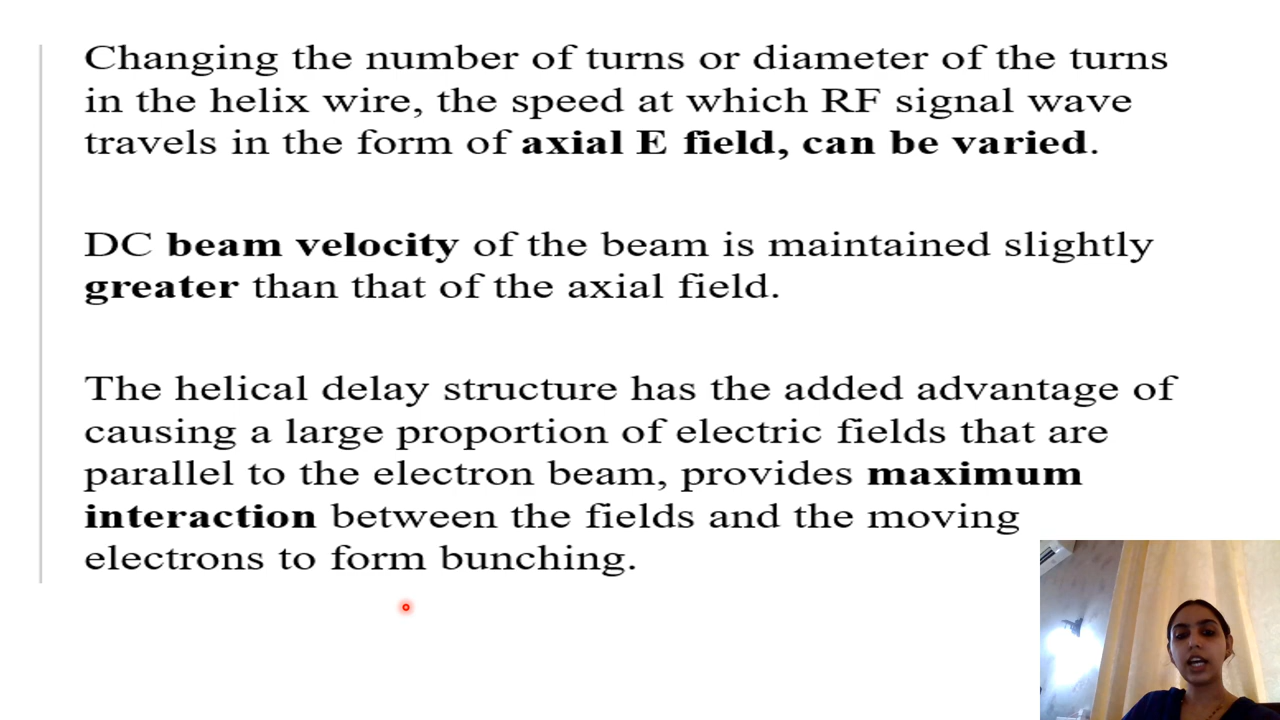 Changing the number of turns or diameter of the turns
in the helix wire, the speed at which RF signal wave
travels in the form of axial E field, can be varied.
DC beam velocity of the beam is maintained slightly
greater than that of the axial field.
The helical delay structure has the added advantage of
causing a large proportion of electric fields that are
parallel to the electron beam, provides maximum
interaction between the fields and the moving
electrons to form bunching.